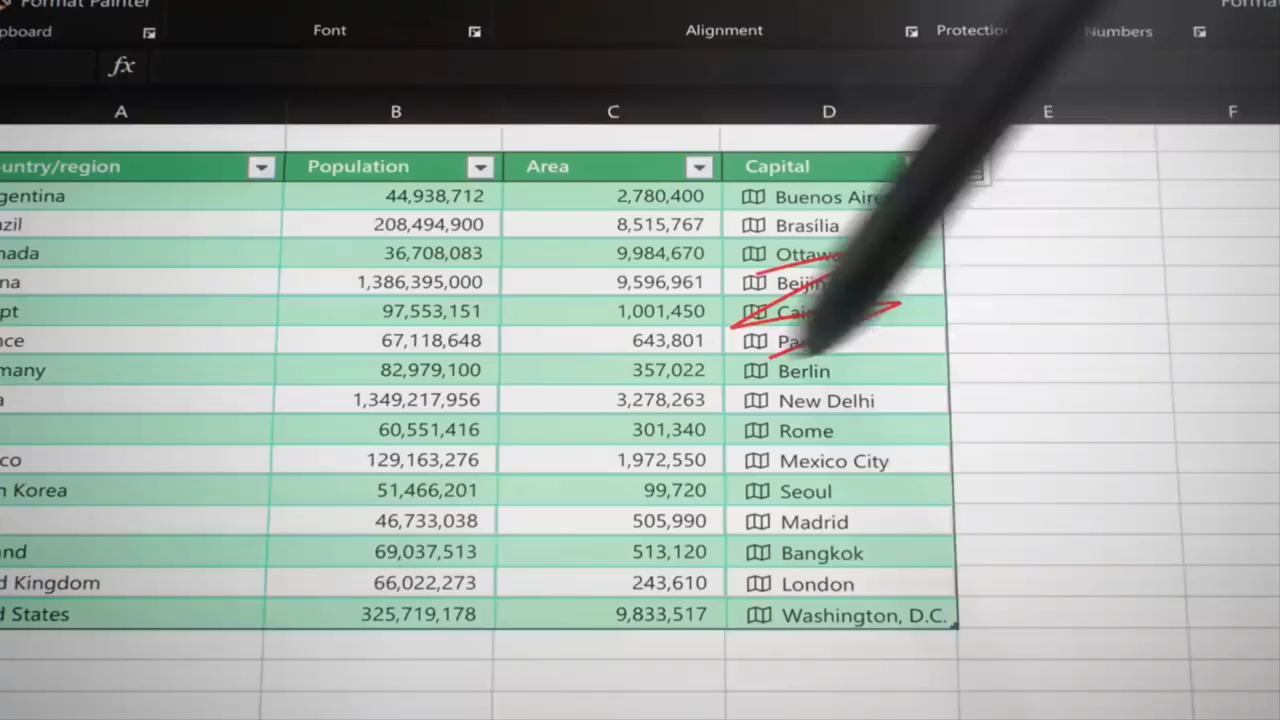 Format Painter
pboard Font Alignment Protection Numbers Forma
fx
A B C D E F
untry/region Population Area Capital
gentina 44,938,712 2,780,400 Buenos Aire
zil 208,494,900 8,515,767 Brasília
nada 36,708,083 9,984,670 Ottawa
na 1,386,395,000 9,596,961 Beijin
pt 97,553,151 1,001,450 Cai
nce 67,118,648 643,801 Pa
many 82,979,100 357,022 Berlin
a 1,349,217,956 3,278,263 New Delhi
60,551,416 301,340 Rome
co 129,163,276 1,972,550 Mexico City
h Korea 51,466,201 99,720 Seoul
46,733,038 505,990 Madrid
and 69,037,513 513,120 Bangkok
d Kingdom 66,022,273 243,610 London
d States 325,719,178 9,833,517 Washington, D.C.